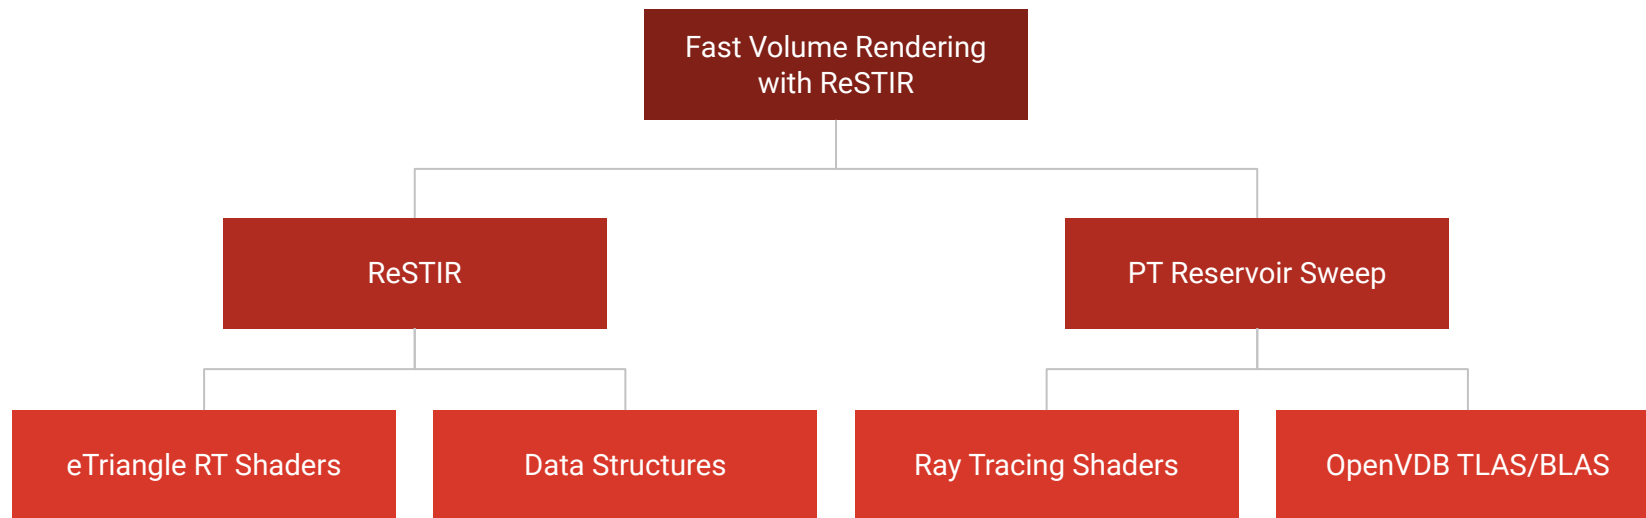 Fast Volume Rendering
with ReSTIR
ReSTIR
PT Reservoir Sweep
eTriangle RT Shaders
Data Structures
Ray Tracing Shaders
OpenVDB TLAS/BLAS